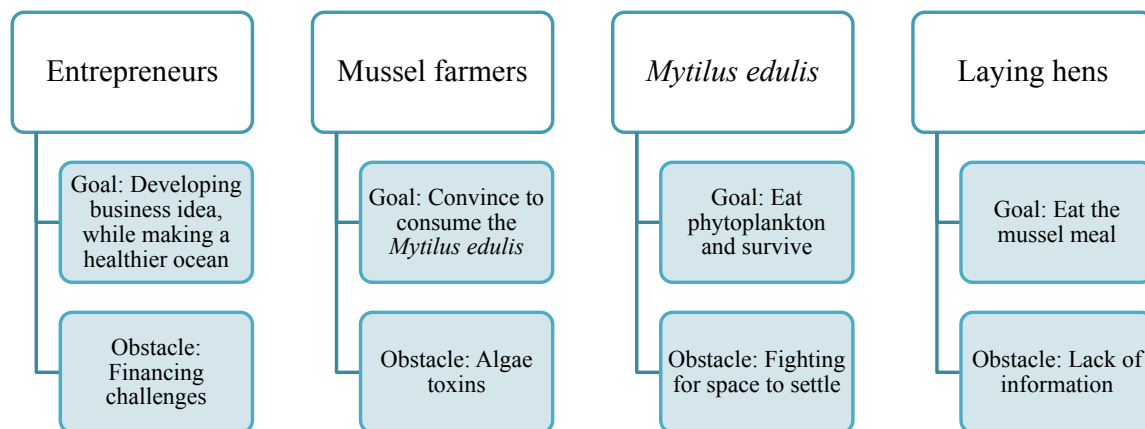 Entrepreneurs
Goal: Developing
business idea,
while making a
healthier ocean
Obstacle:
Financing
challenges
Mussel farmers
Goal: Convince to
consume the
Mytilus edulis
Obstacle: Algae
toxins
Mytilus edulis
Goal: Eat
phytoplankton
and survive
Obstacle: Fighting
for space to settle
Laying hens
Goal: Eat the
mussel meal
Obstacle: Lack of
information